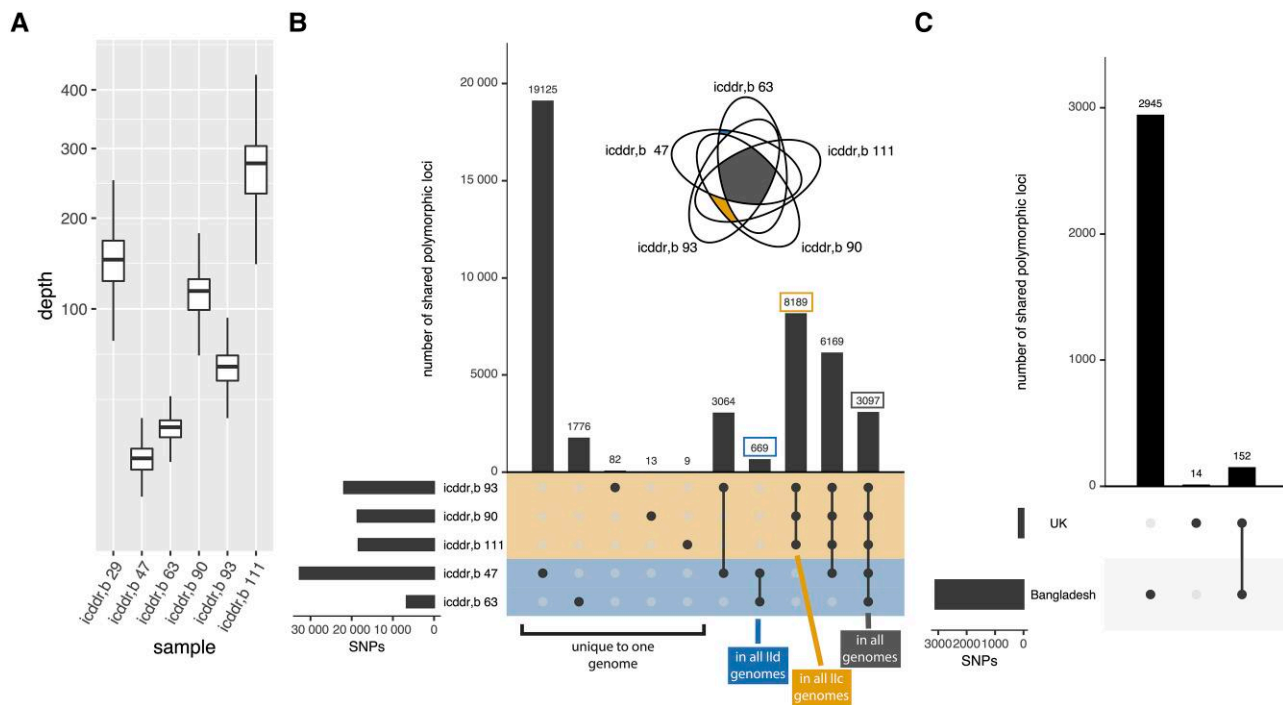 A
B
C
depth
400
300
200
100
icddr,b 29
icddr,b 47
icddr,b 63
icddr,b 90
icddr,b 93
icddr,b 111
sample
number of shared polymorphic loci
20 000
15 000
10 000
5000
0
19125
1776
82
13
9
3064
669
8189
6169
3097
icddr,b 63
icddr,b 47
icddr,b 111
icddr,b 93
icddr,b 90
icddr,b 93
icddr,b 90
icddr,b 111
icddr,b 47
icddr,b 63
30 000 20 000 10 000 0
SNPs
unique to one
genome
in all IId
genomes
in all IIc
genomes
in all
genomes
number of shared polymorphic loci
3000
2000
1000
0
2945
14
152
UK
Bangladesh
3000 2000 1000 0
SNPs